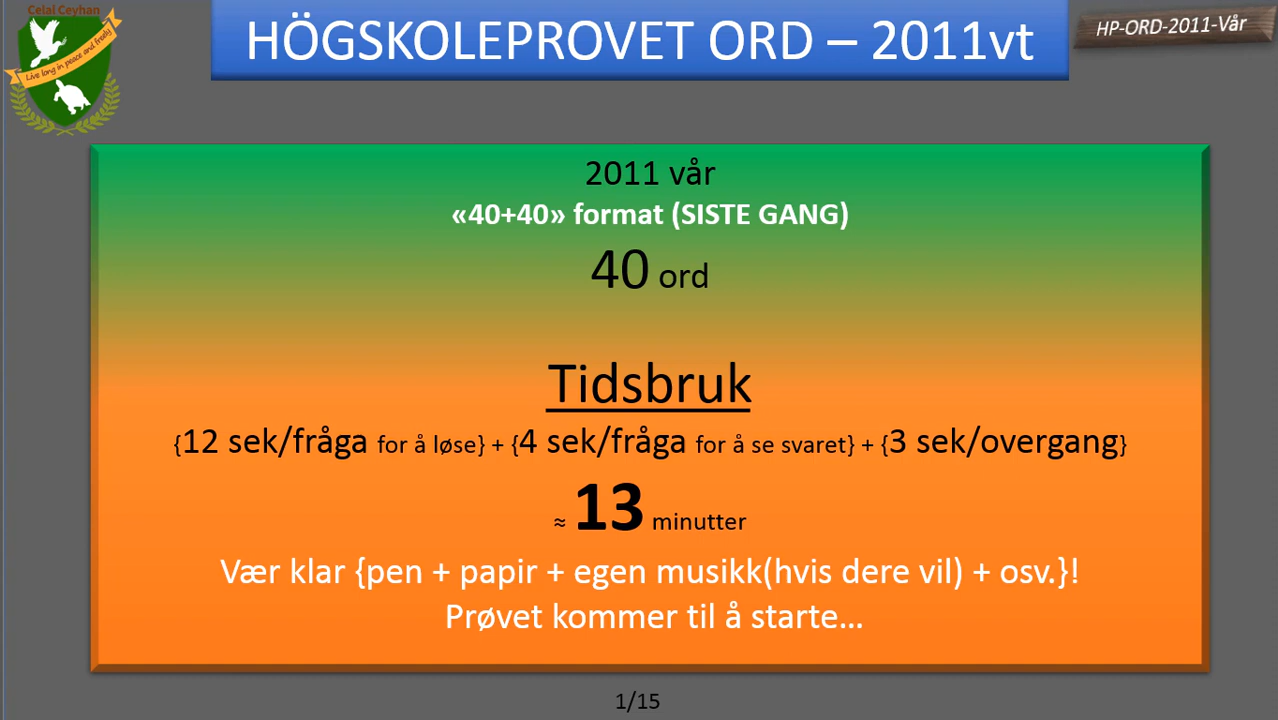 Celal Ceyhan
Live long in peace and freely
HÖGSKOLEPROVET ORD – 2011vt
HP-ORD-2011-Vår
2011 vår
«40+40» format (SISTE GANG)
40 ord
Tidsbruk
{12 sek/fråga for å løse} + {4 sek/fråga for å se svaret} + {3 sek/overgang}
≈ 13 minutter
Vær klar {pen + papir + egen musikk(hvis dere vil) + osv.}!
Prøvet kommer til å starte…
1/15